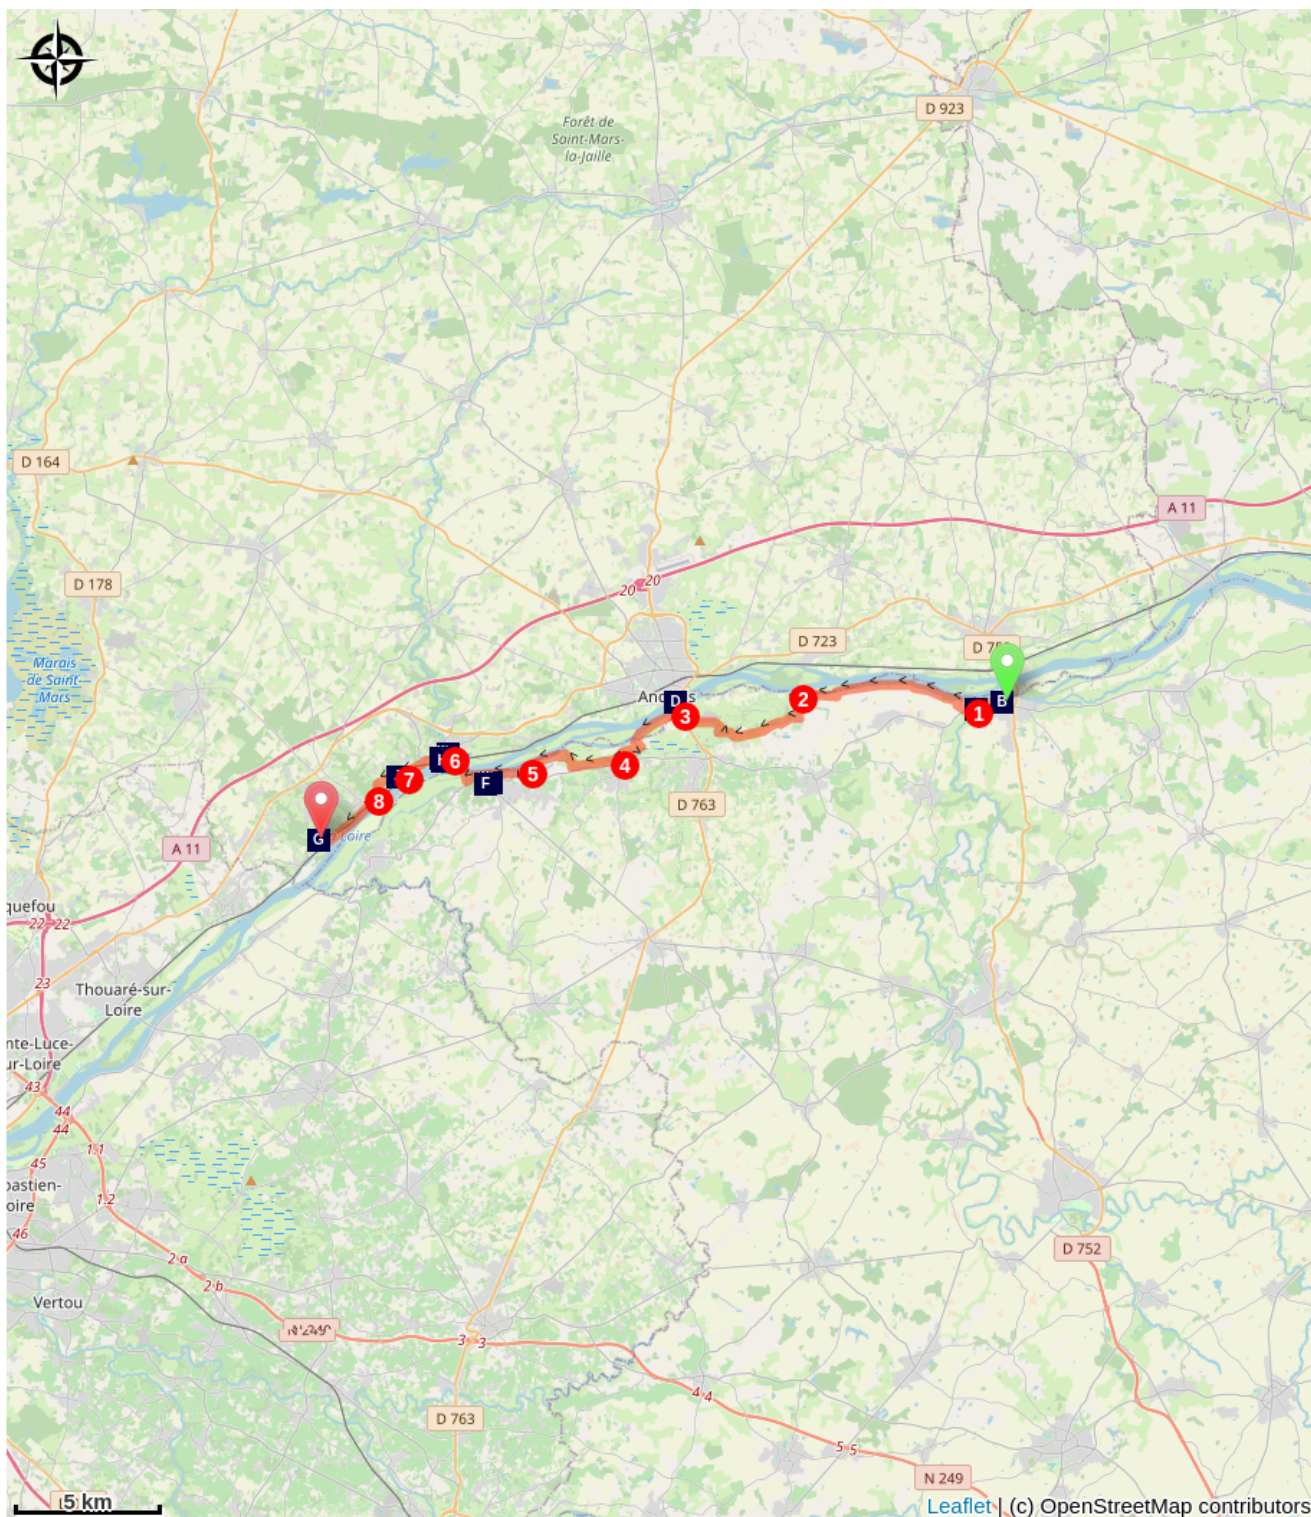 D 923
Forêt de
Saint-Mars-
la-Jaille
D 164
A 11
D 178
20
20
D 723
Marais
de Saint-
Mars
B
D
1
2
3
4
5
F
6
7
8
D 763
G
Loire
A 11
quefou
22
22
23
Thouaré-sur-
Loire
nte-Luce-
ur-Loire
43
44
44
1.1
45
bastien-
oire
1.2
46
2 a
2 b
D 752
Vertou
3
3
4
4
D 763
5
5
N 249
5 km
Leaflet | (c) OpenStreetMap contributors